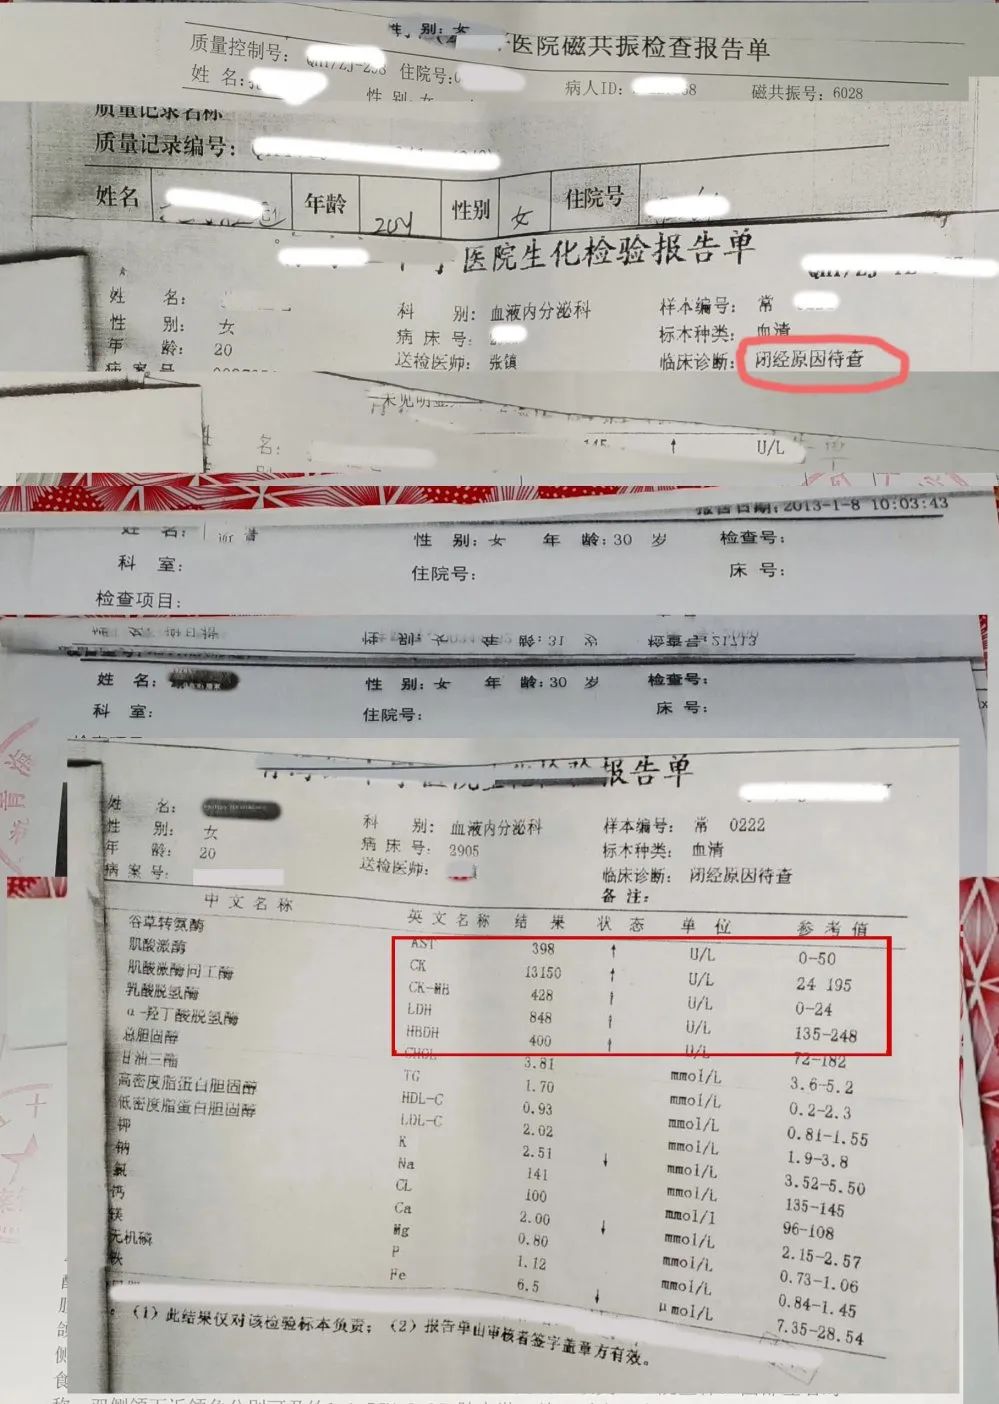 性 别: 女
医院磁共振检查报告单
质量控制号:
姓 名: 住院号:
性 别: 女 病人ID: 磁共振号: 6028
质量记录名称
质量记录编号:
姓名 年龄 20岁 性别 女 住院号
医院生化检验报告单
姓 名: 科 别: 血液内分泌科 样本编号: 常
性 别: 女 病床号: 标本种类: 血清
年 龄: 20 送检医师: 张镇 临床诊断: 闭经原因待查
病案号
未见明显
名: ↑ U/L
报告日期:2013-1-8 10:03:43
姓 名: 性 别: 女 年 龄: 30 岁 检查号:
科 室: 住院号: 床 号:
检查项目:
性 别: 女 年 龄: 31 岁 检查号: 21713
姓 名: 性 别: 女 年 龄: 30 岁 检查号:
科 室: 住院号: 床 号:
报告单
姓 名: 科 别: 血液内分泌科 样本编号: 常 0222
性 别: 女 病床号: 2905 标本种类: 血清
年 龄: 20 送检医师: 临床诊断: 闭经原因待查
病案号: 备 注:
中文名称 英文名称 结 果 状 态 单 位 参考值
谷草转氨酶 AST 398 ↑ U/L 0-50
肌酸激酶 CK 13150 ↑ U/L 24-195
肌酸激酶同工酶 CK-MB 428 ↑ U/L 0-24
乳酸脱氢酶 LDH 848 ↑ U/L 135-248
α-羟丁酸脱氢酶 HBDH 400 ↑ U/L 72-182
总胆固醇 CHOL 3.81 mmol/L 3.6-5.2
甘油三酯 TG 1.70 mmol/L 0.2-2.3
高密度脂蛋白胆固醇 HDL-C 0.93 mmol/L 0.81-1.55
低密度脂蛋白胆固醇 LDL-C 2.02 mmol/L 1.9-3.8
钾 K 2.51 ↓ mmol/L 3.52-5.50
钠 Na 141 mmol/L 135-145
氯 CL 100 mmol/l 96-108
钙 Ca 2.00 ↓ mmol/L 2.15-2.57
镁 Mg 0.80 mmol/L 0.73-1.06
无机磷 P 1.12 mmol/L 0.84-1.45
铁 Fe 6.5 ↓ μmol/L 7.35-28.54
(1)此结果仅对该检验标本负责; (2)报告单由审核者签字盖章方有效。